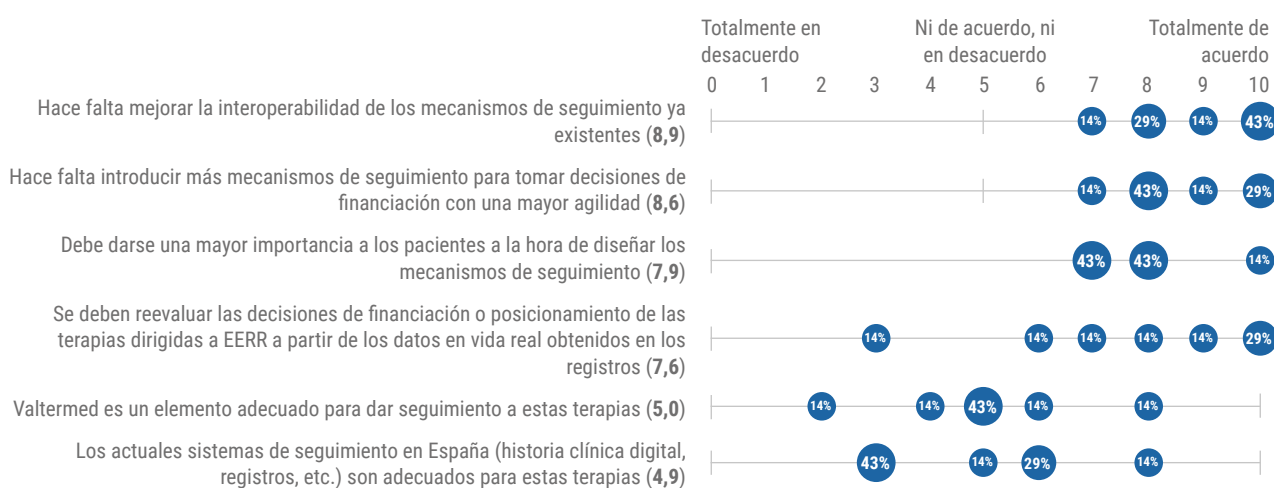 Totalmente en
desacuerdo
Ni de acuerdo, ni
en desacuerdo
Totalmente de
acuerdo
0 1 2 3 4 5 6 7 8 9 10
Hace falta mejorar la interoperabilidad de los mecanismos de seguimiento ya
existentes (8,9)
14% 29% 14% 43%
Hace falta introducir más mecanismos de seguimiento para tomar decisiones de
financiación con una mayor agilidad (8,6)
14% 43% 14% 29%
Debe darse una mayor importancia a los pacientes a la hora de diseñar los
mecanismos de seguimiento (7,9)
43% 43% 14%
Se deben reevaluar las decisiones de financiación o posicionamiento de las
terapias dirigidas a EERR a partir de los datos en vida real obtenidos en los
registros (7,6)
14% 14% 14% 14% 14% 29%
Valtermed es un elemento adecuado para dar seguimiento a estas terapias (5,0)
14% 14% 43% 14% 14%
Los actuales sistemas de seguimiento en España (historia clínica digital,
registros, etc.) son adecuados para estas terapias (4,9)
43% 14% 29% 14%